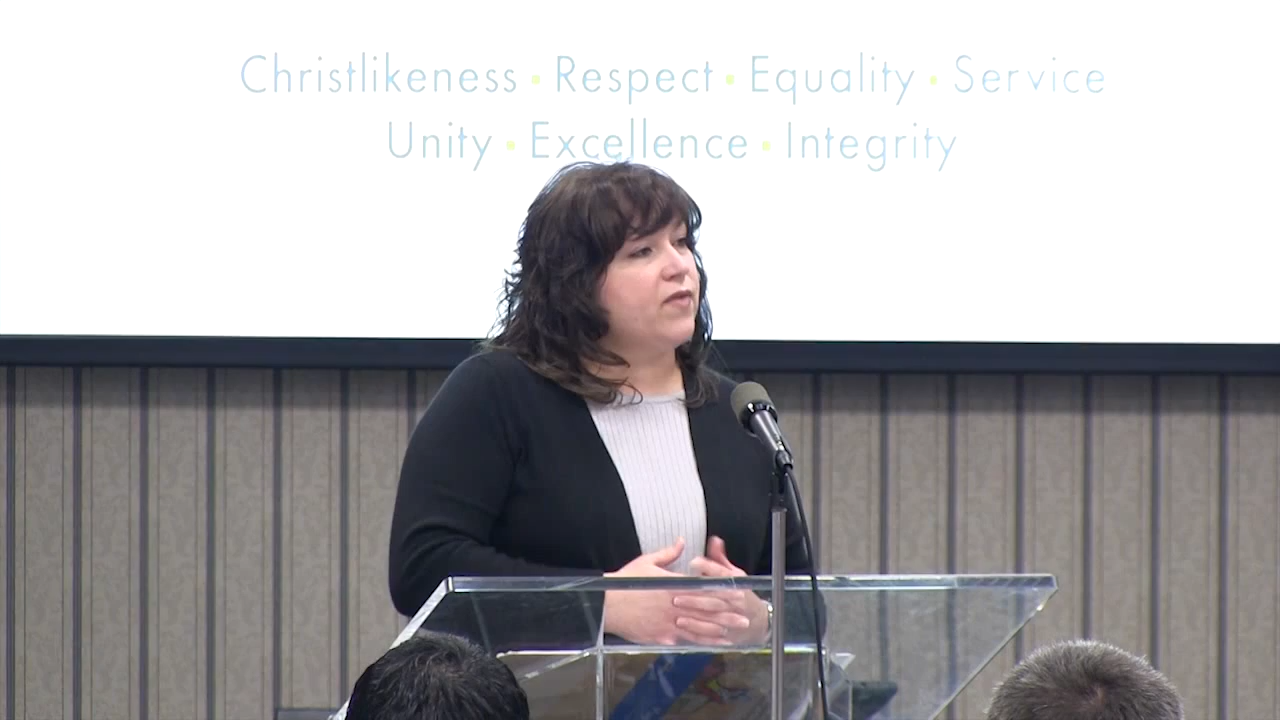 Christlikeness · Respect · Equality · Service
Unity · Excellence · Integrity